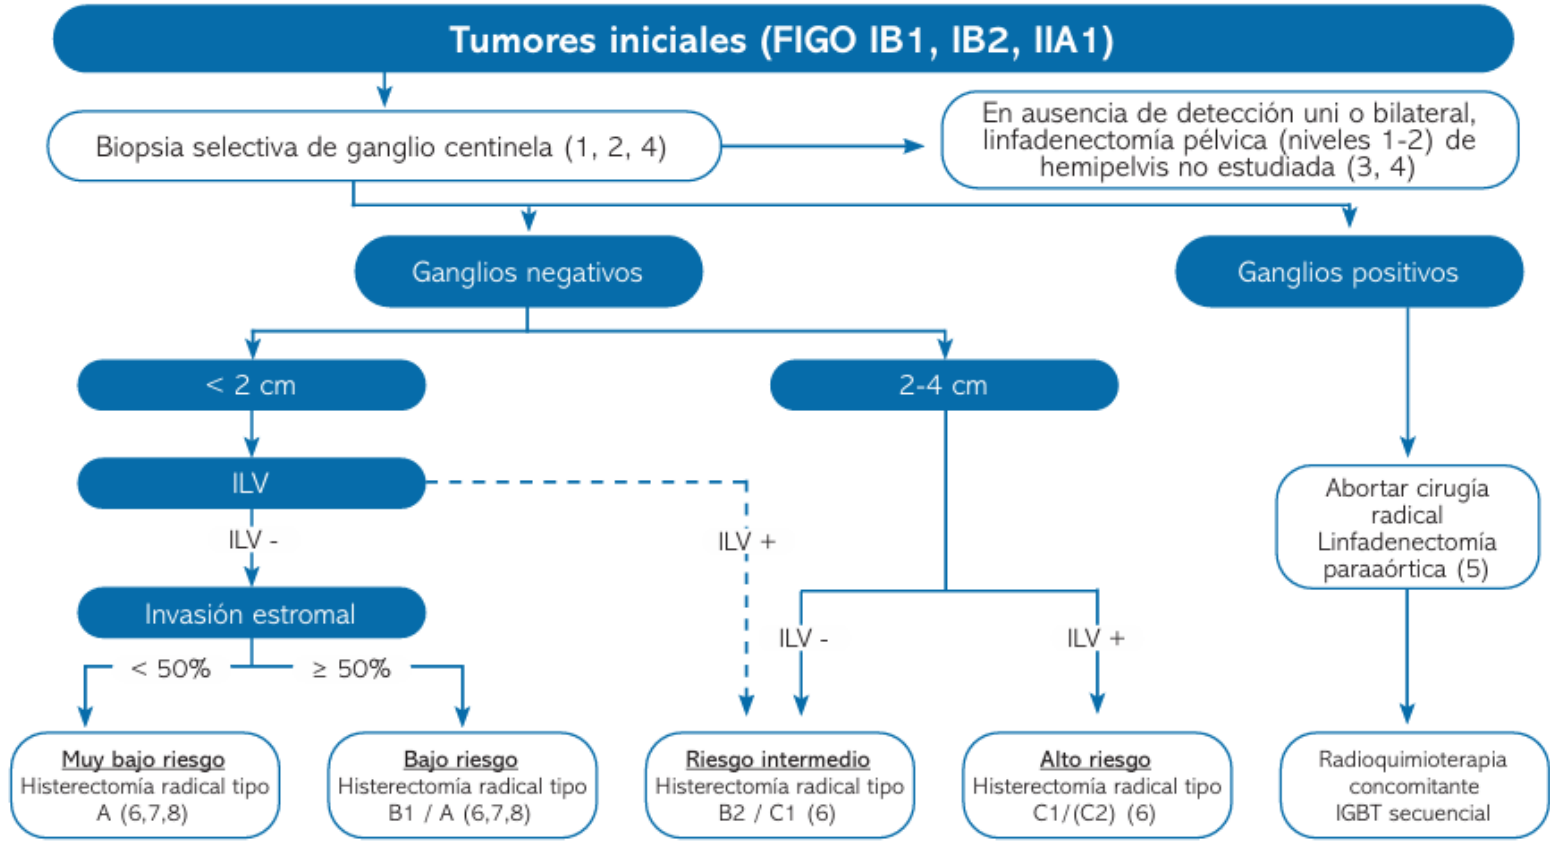 Tumores iniciales (FIGO IB1, IB2, IIA1)
Biopsia selectiva de ganglio centinela (1, 2, 4)
En ausencia de detección uni o bilateral,
linfadenectomía pélvica (niveles 1-2) de
hemipelvis no estudiada (3, 4)
Ganglios negativos
Ganglios positivos
< 2 cm
2-4 cm
ILV
ILV -
ILV +
Abortar cirugía
radical
Linfadenectomía
paraaórtica (5)
Invasión estromal
ILV -
ILV +
< 50%
≥ 50%
Muy bajo riesgo
Histerectomía radical tipo
A (6,7,8)
Bajo riesgo
Histerectomía radical tipo
B1 / A (6,7,8)
Riesgo intermedio
Histerectomía radical tipo
B2 / C1 (6)
Alto riesgo
Histerectomía radical tipo
C1/(C2) (6)
Radioquimioterapia
concomitante
IGBT secuencial